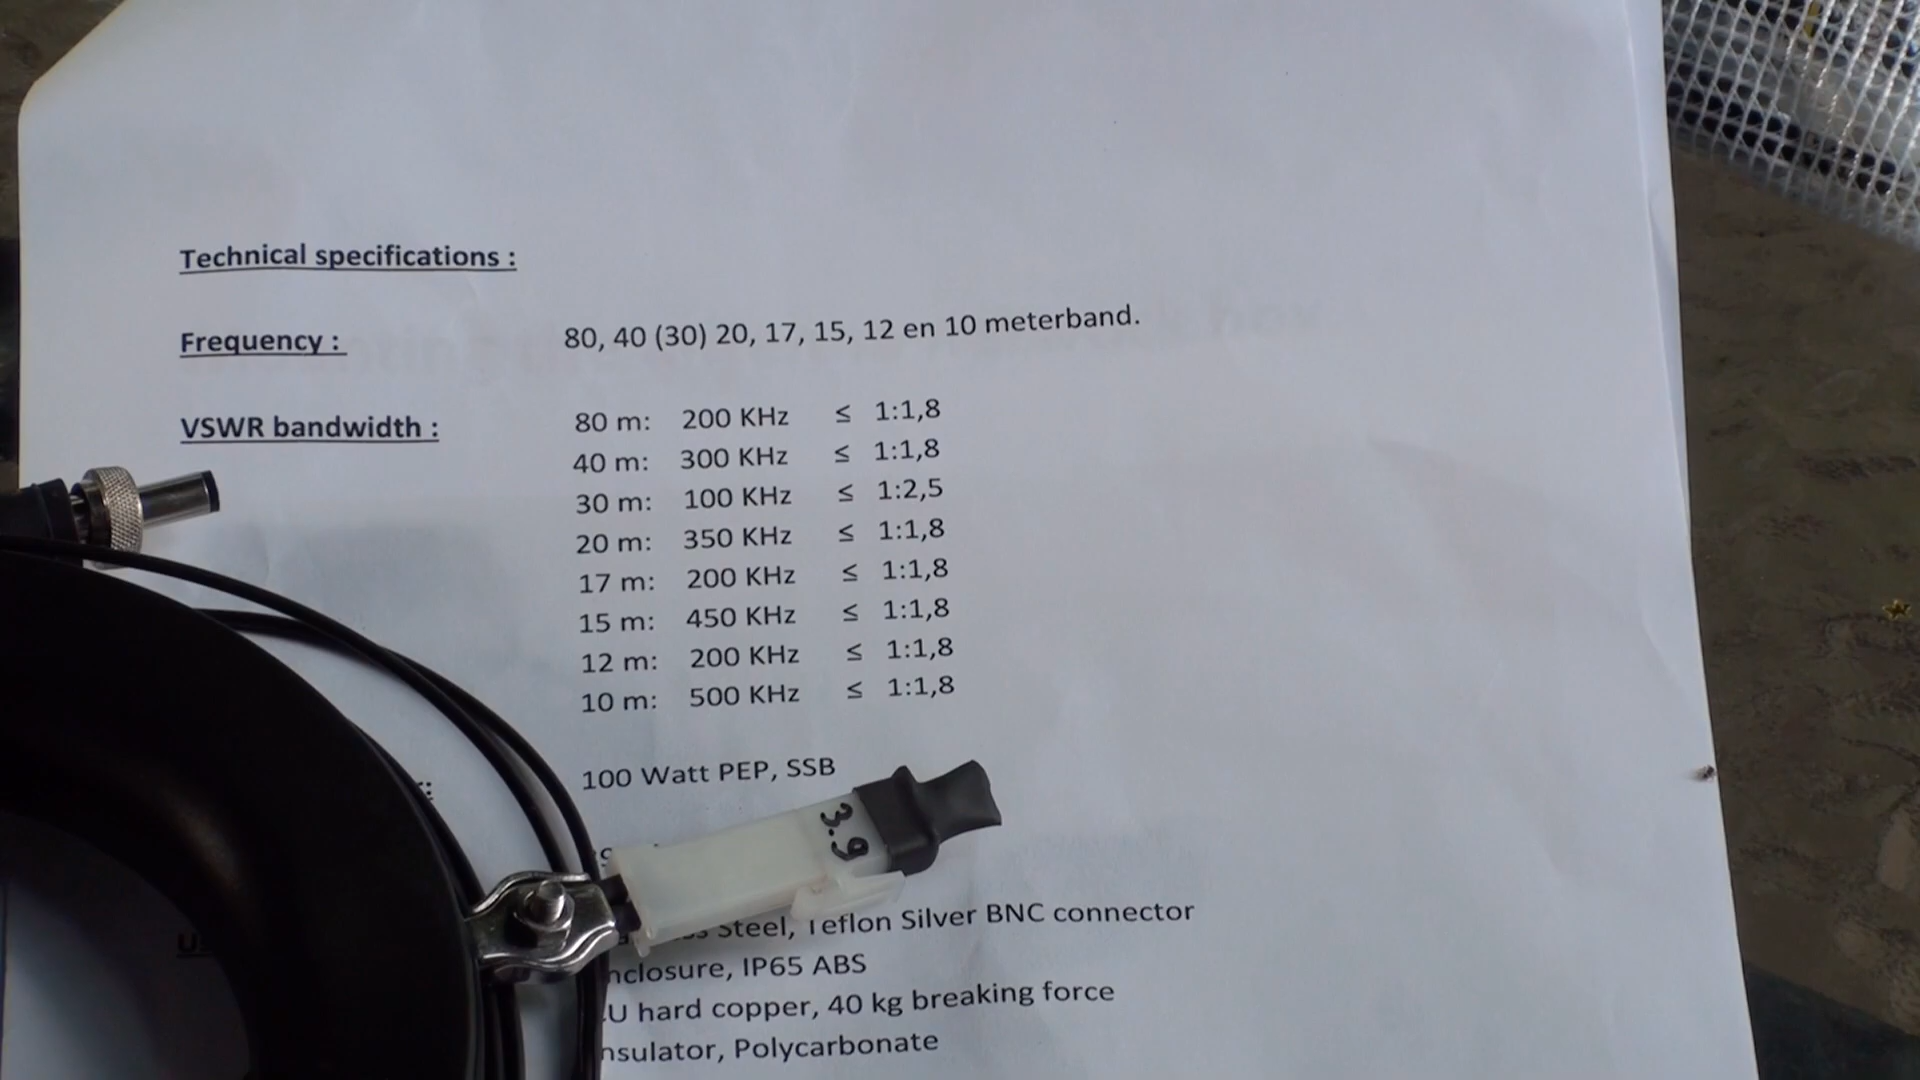 Technical specifications :
Frequency : 80, 40 (30) 20, 17, 15, 12 en 10 meterband.
VSWR bandwidth : 80 m: 200 KHz ≤ 1:1,8
40 m: 300 KHz ≤ 1:1,8
30 m: 100 KHz ≤ 1:2,5
20 m: 350 KHz ≤ 1:1,8
17 m: 200 KHz ≤ 1:1,8
15 m: 450 KHz ≤ 1:1,8
12 m: 200 KHz ≤ 1:1,8
10 m: 500 KHz ≤ 1:1,8
100 Watt PEP, SSB
3.9
Steel, Teflon Silver BNC connector
nclosure, IP65 ABS
U hard copper, 40 kg breaking force
nsulator, Polycarbonate